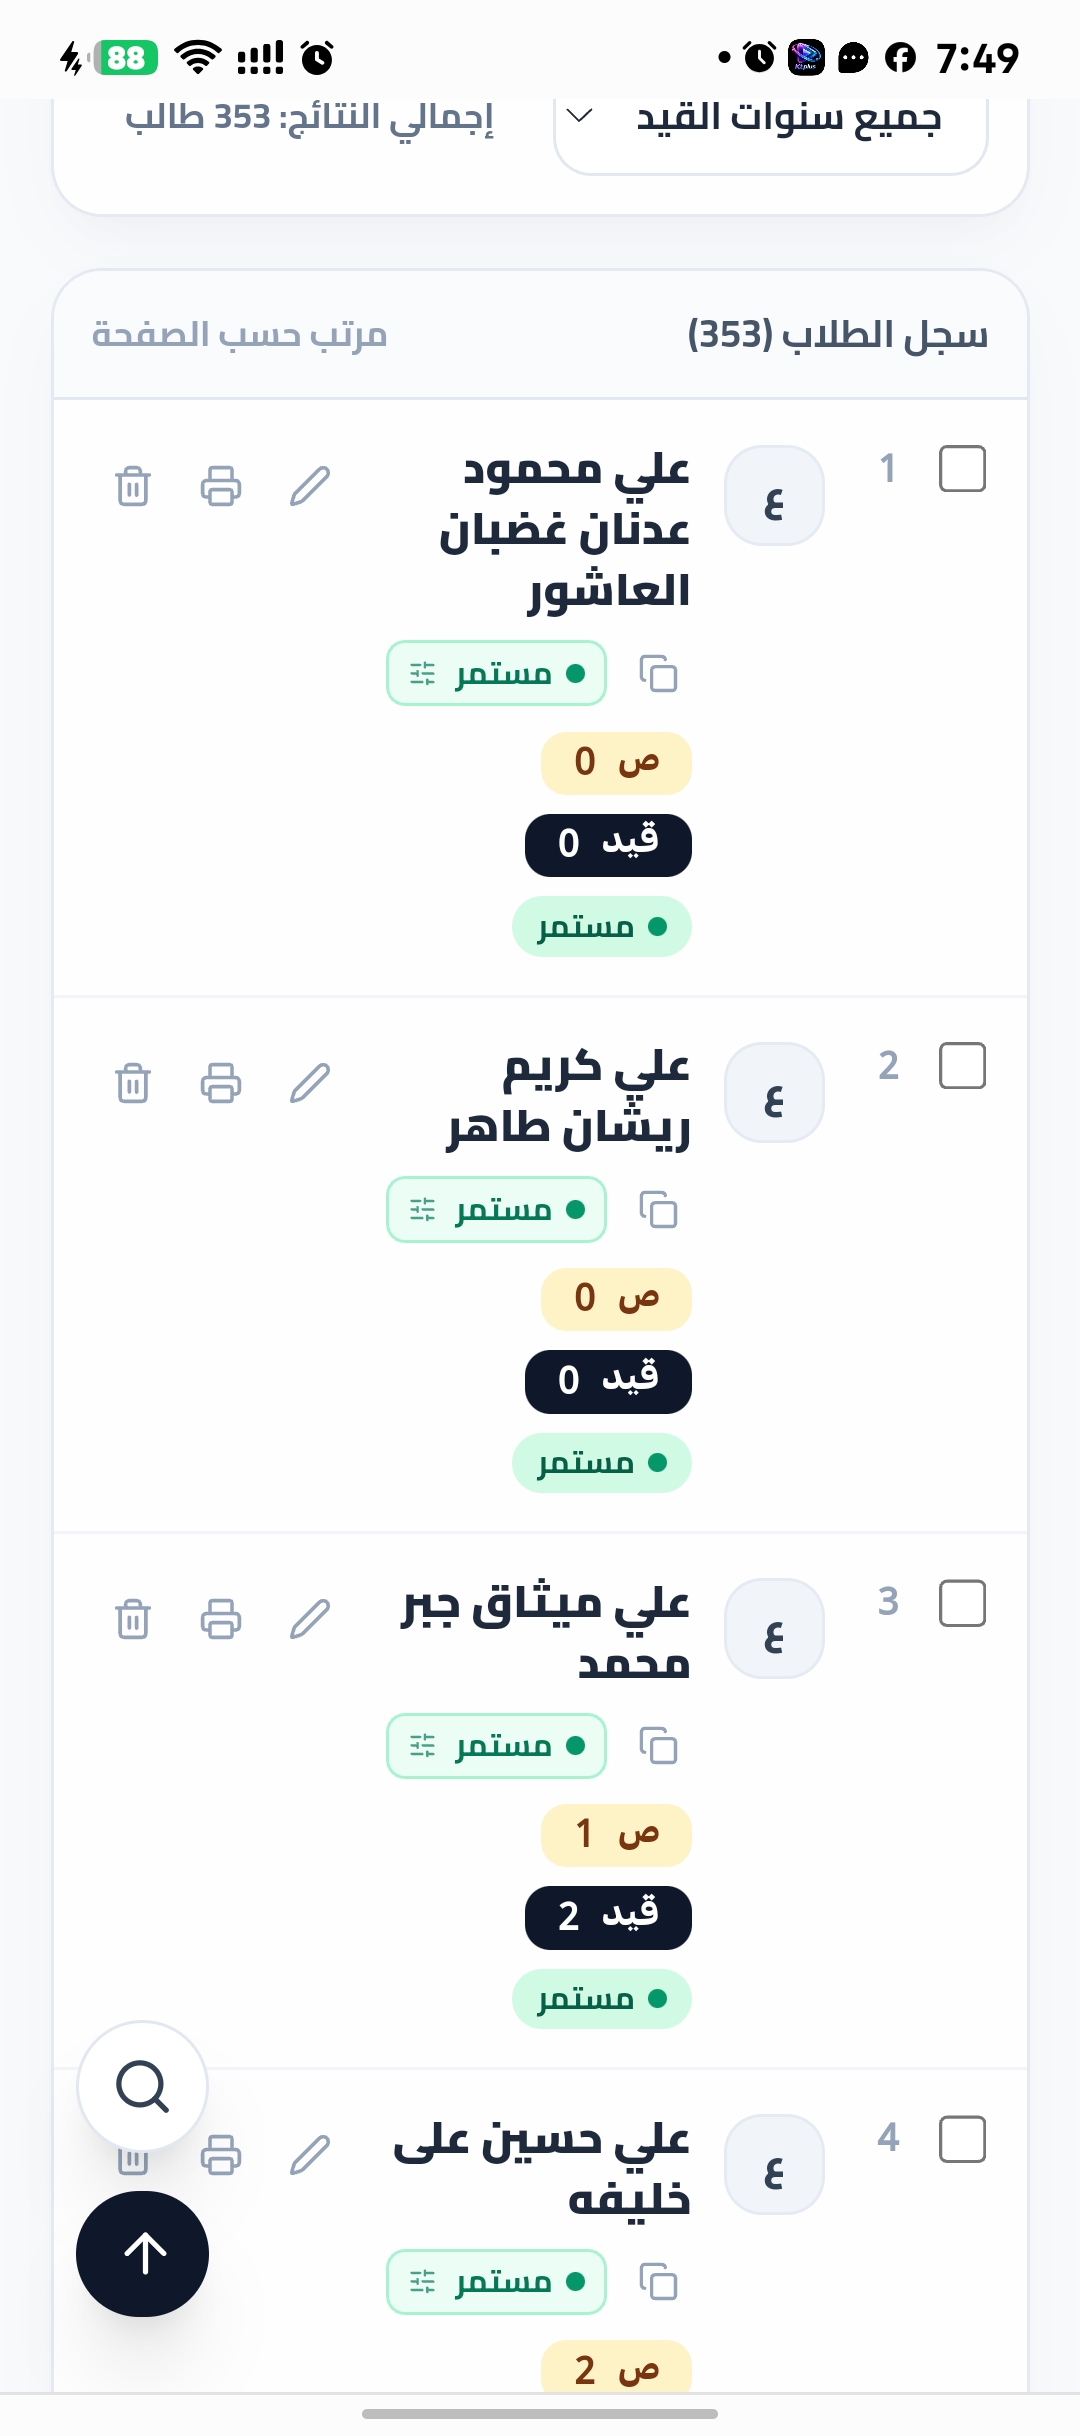 88
7:49
جميع سنوات القيد
إجمالي النتائج: 353 طالب
سجل الطلاب (353)
مرتب حسب الصفحة
1
ع
علي محمود
عدنان غضبان
العاشور
مستمر
ص 0
قيد 0
مستمر
2
ع
علي كريم
ريشان طاهر
مستمر
ص 0
قيد 0
مستمر
3
ع
علي ميثاق جبر
محمد
مستمر
ص 1
قيد 2
مستمر
4
ع
علي حسين على
خليفه
مستمر
ص 2